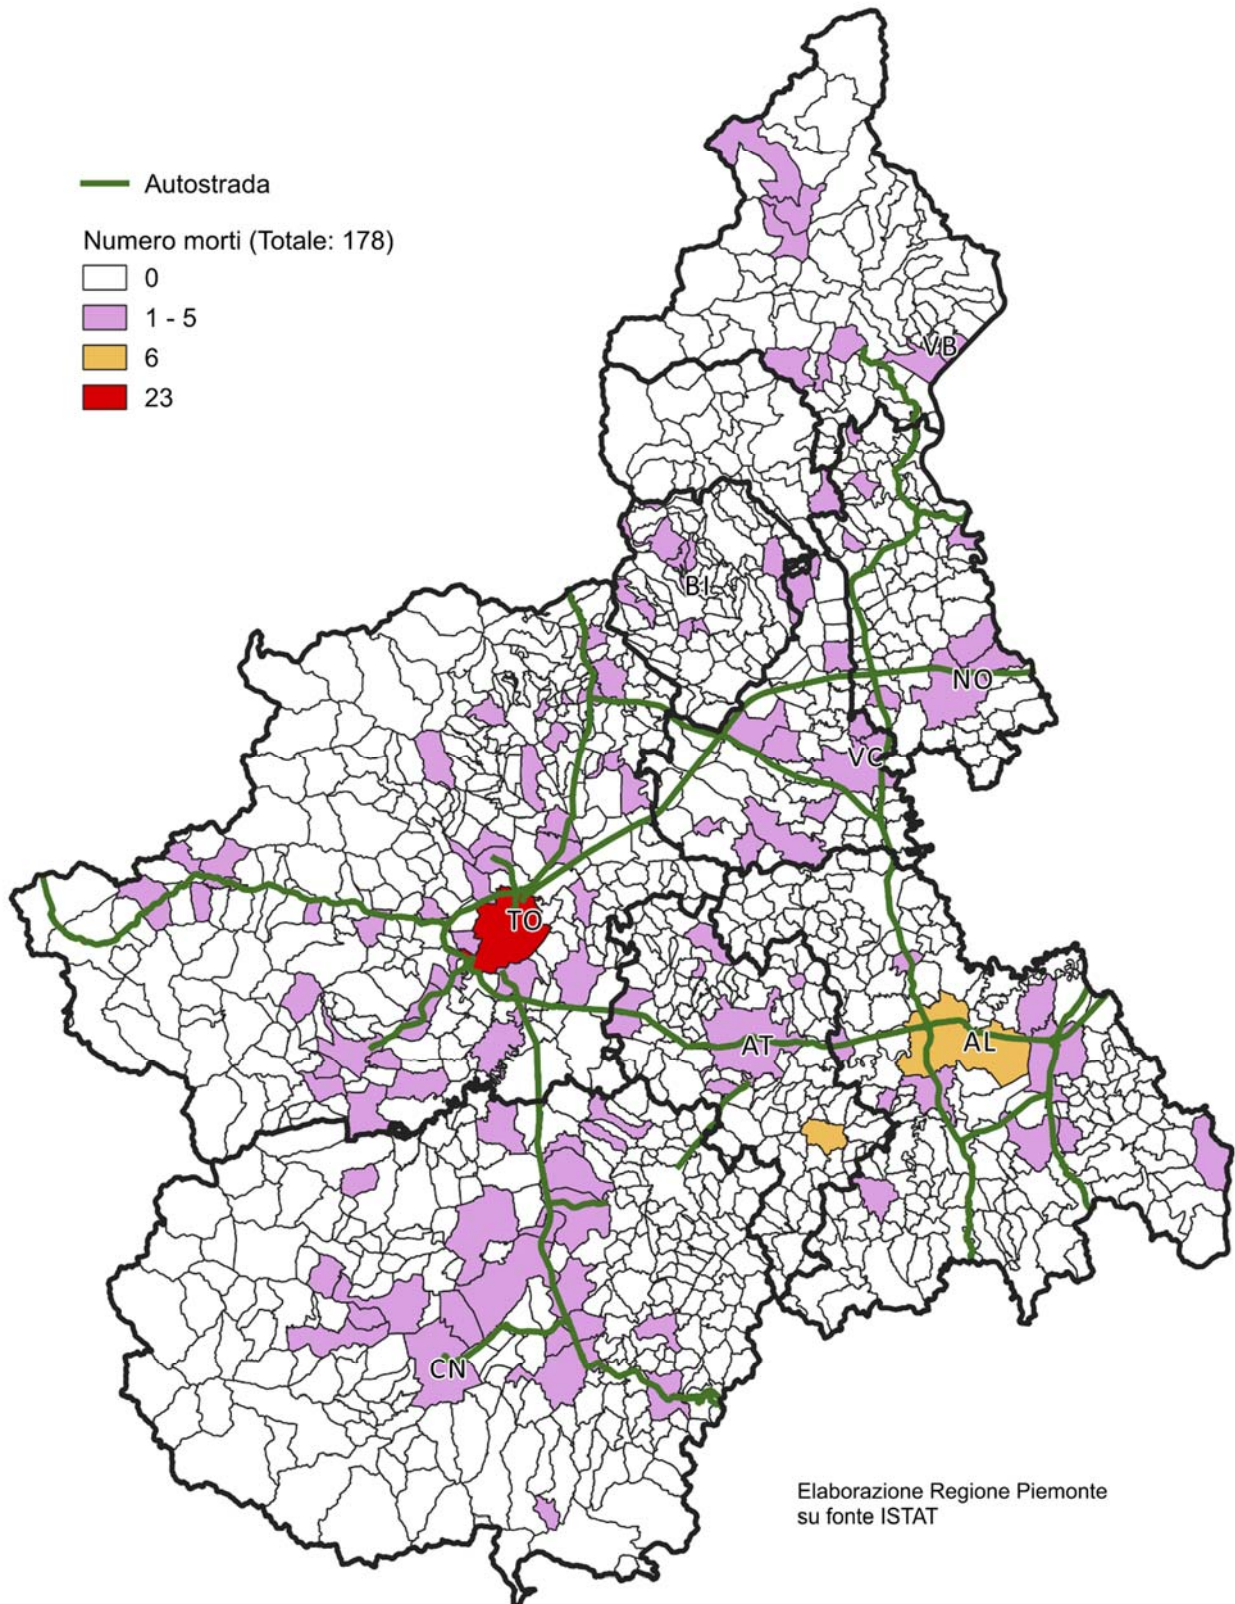 Autostrada
Numero morti (Totale: 178)
0
1 - 5
6
23
VB
BI
NO
VC
TO
AT
AL
CN
Elaborazione Regione Piemonte
su fonte ISTAT